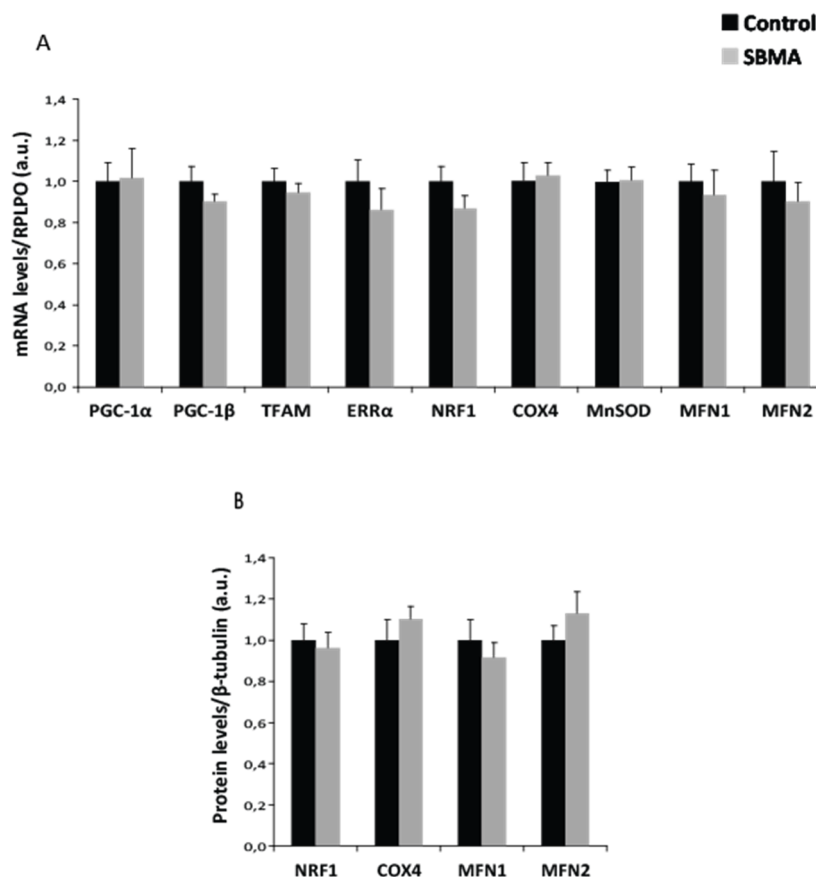 A
Control
SBMA
mRNA levels/RPLPO (a.u.)
1,4
1,2
1,0
0,8
0,6
0,4
0,2
0,0
PGC-1α PGC-1β TFAM ERRα NRF1 COX4 MnSOD MFN1 MFN2
B
Protein levels/β-tubulin (a.u.)
1,4
1,2
1,0
0,8
0,6
0,4
0,2
0,0
NRF1 COX4 MFN1 MFN2